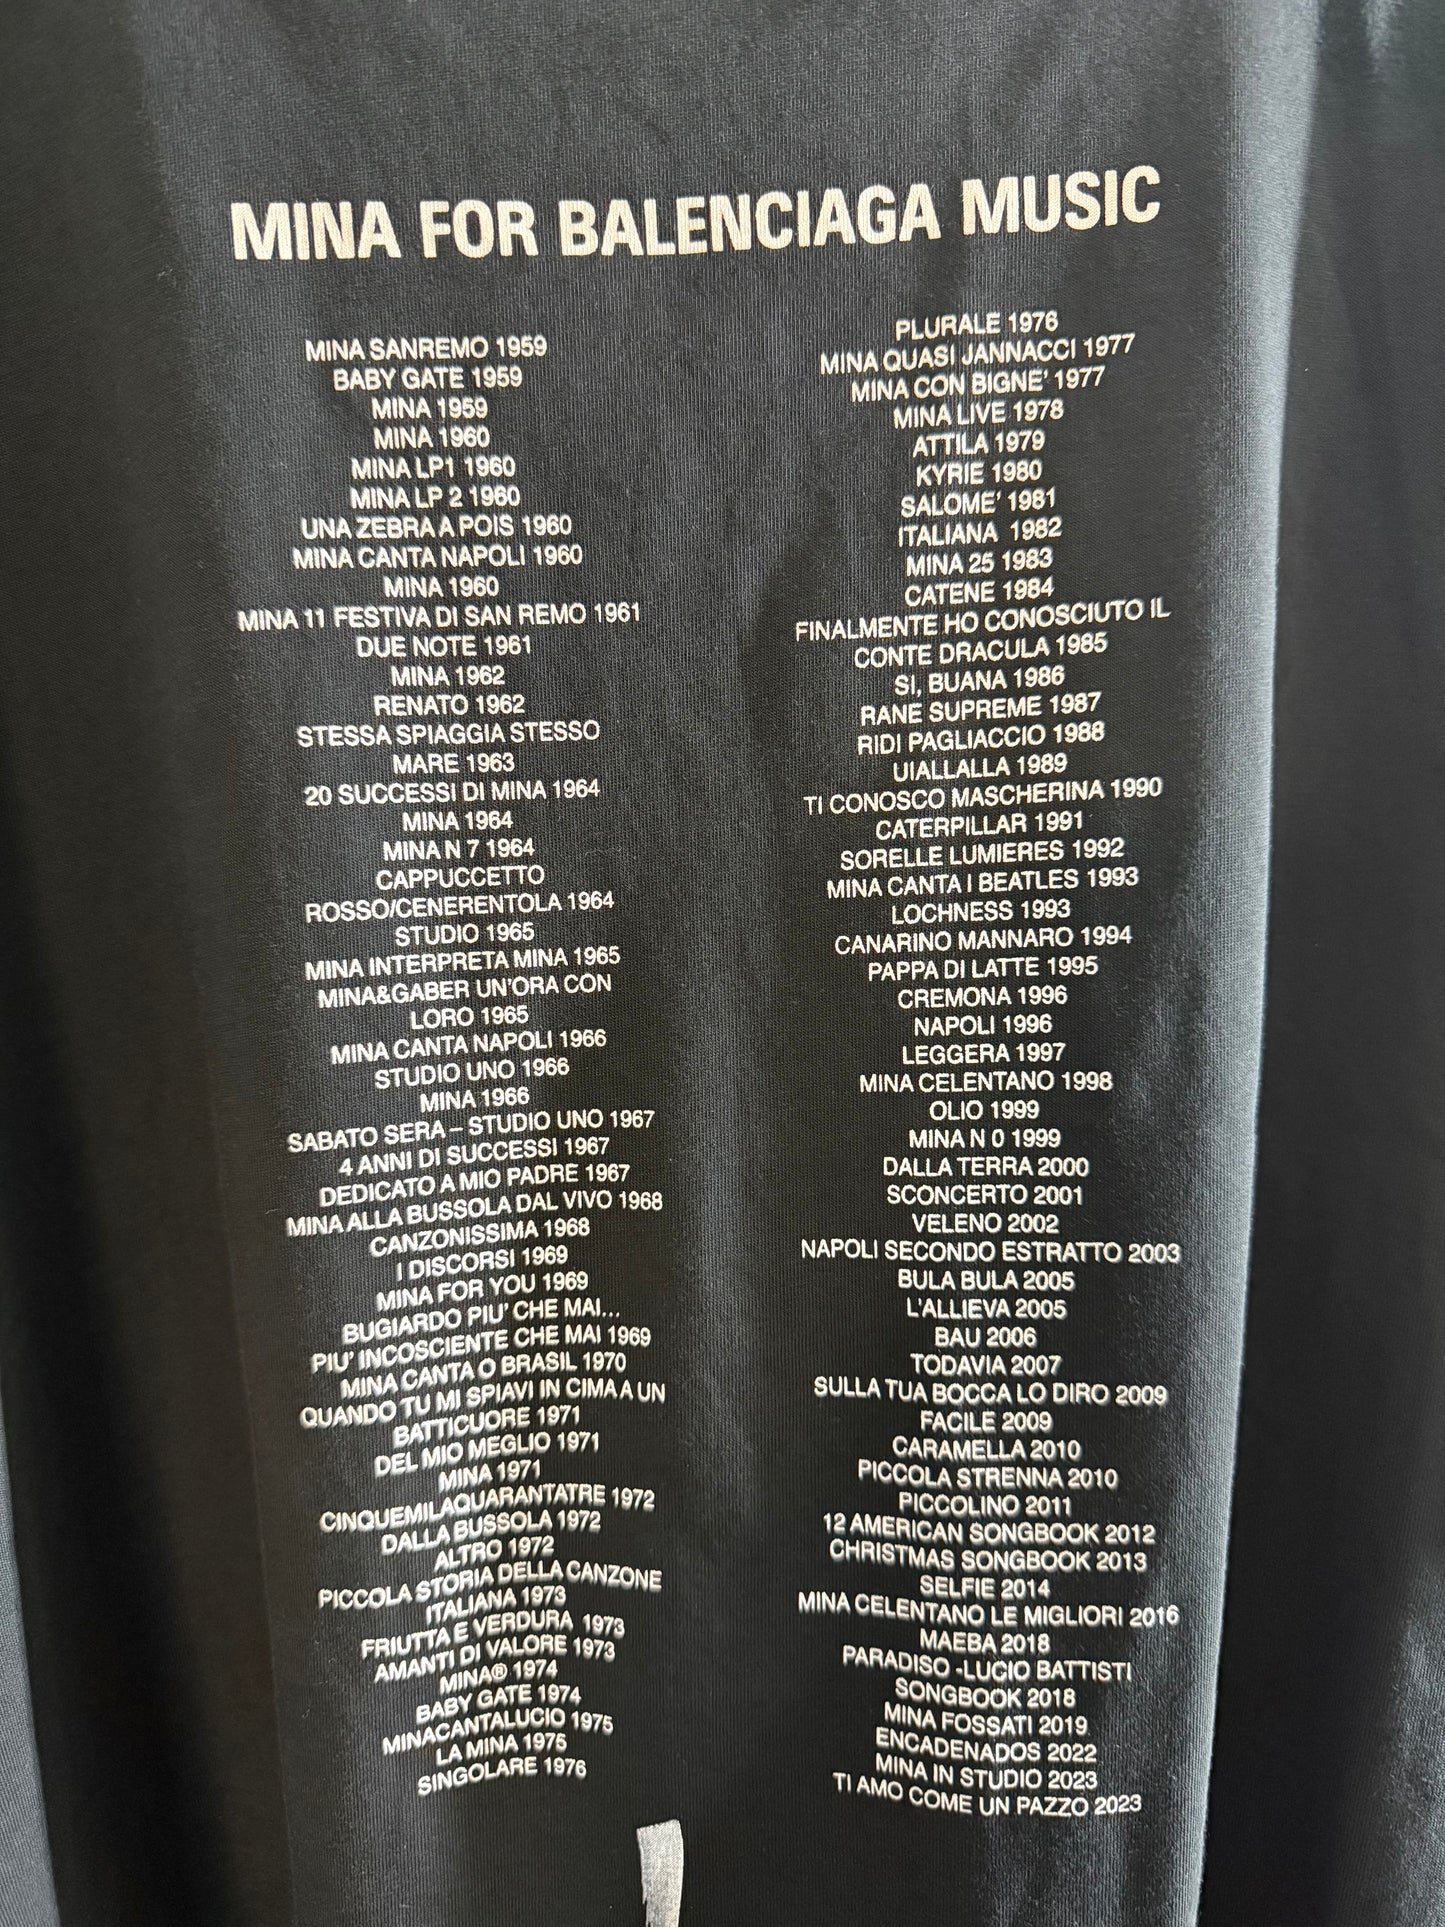 MINA FOR BALENCIAGA MUSIC
MINA SANREMO 1959
BABY GATE 1959
MINA 1959
MINA 1960
MINA LP1 1960
MINA LP 2 1960
UNA ZEBRA A POIS 1960
MINA CANTA NAPOLI 1960
MINA 1960
MINA 11 FESTIVA DI SAN REMO 1961
DUE NOTE 1961
MINA 1962
RENATO 1962
STESSA SPIAGGIA STESSO
MARE 1963
20 SUCCESSI DI MINA 1964
MINA 1964
MINA N 7 1964
CAPPUCCETTO
ROSSO/CENERENTOLA 1964
STUDIO 1965
MINA INTERPRETA MINA 1965
MINA&GABER UN'ORA CON
LORO 1965
MINA CANTA NAPOLI 1966
STUDIO UNO 1966
MINA 1966
SABATO SERA – STUDIO UNO 1967
4 ANNI DI SUCCESSI 1967
DEDICATO A MIO PADRE 1967
MINA ALLA BUSSOLA DAL VIVO 1968
CANZONISSIMA 1968
I DISCORSI 1969
MINA FOR YOU 1969
BUGIARDO PIU' CHE MAI...
PIU' INCOSCIENTE CHE MAI 1969
MINA CANTA O BRASIL 1970
QUANDO TU MI SPIAVI IN CIMA A UN
BATTICUORE 1971
DEL MIO MEGLIO 1971
MINA 1971
CINQUEMILAQUARANTATRE 1972
DALLA BUSSOLA 1972
ALTRO 1972
PICCOLA STORIA DELLA CANZONE
ITALIANA 1973
FRIUTTA E VERDURA 1973
AMANTI DI VALORE 1973
MINA® 1974
BABY GATE 1974
MINACANTALUCIO 1975
LA MINA 1975
SINGOLARE 1976
PLURALE 1976
MINA QUASI JANNACCI 1977
MINA CON BIGNE' 1977
MINA LIVE 1978
ATTILA 1979
KYRIE 1980
SALOME' 1981
ITALIANA 1982
MINA 25 1983
CATENE 1984
FINALMENTE HO CONOSCIUTO IL
CONTE DRACULA 1985
SI, BUANA 1986
RANE SUPREME 1987
RIDI PAGLIACCIO 1988
UIALLALLA 1989
TI CONOSCO MASCHERINA 1990
CATERPILLAR 1991
SORELLE LUMIERES 1992
MINA CANTA I BEATLES 1993
LOCHNESS 1993
CANARINO MANNARO 1994
PAPPA DI LATTE 1995
CREMONA 1996
NAPOLI 1996
LEGGERA 1997
MINA CELENTANO 1998
OLIO 1999
MINA N 0 1999
DALLA TERRA 2000
SCONCERTO 2001
VELENO 2002
NAPOLI SECONDO ESTRATTO 2003
BULA BULA 2005
L'ALLIEVA 2005
BAU 2006
TODAVIA 2007
SULLA TUA BOCCA LO DIRO 2009
FACILE 2009
CARAMELLA 2010
PICCOLA STRENNA 2010
PICCOLINO 2011
12 AMERICAN SONGBOOK 2012
CHRISTMAS SONGBOOK 2013
SELFIE 2014
MINA CELENTANO LE MIGLIORI 2016
MAEBA 2018
PARADISO -LUCIO BATTISTI
SONGBOOK 2018
MINA FOSSATI 2019
ENCADENADOS 2022
MINA IN STUDIO 2023
TI AMO COME UN PAZZO 2023